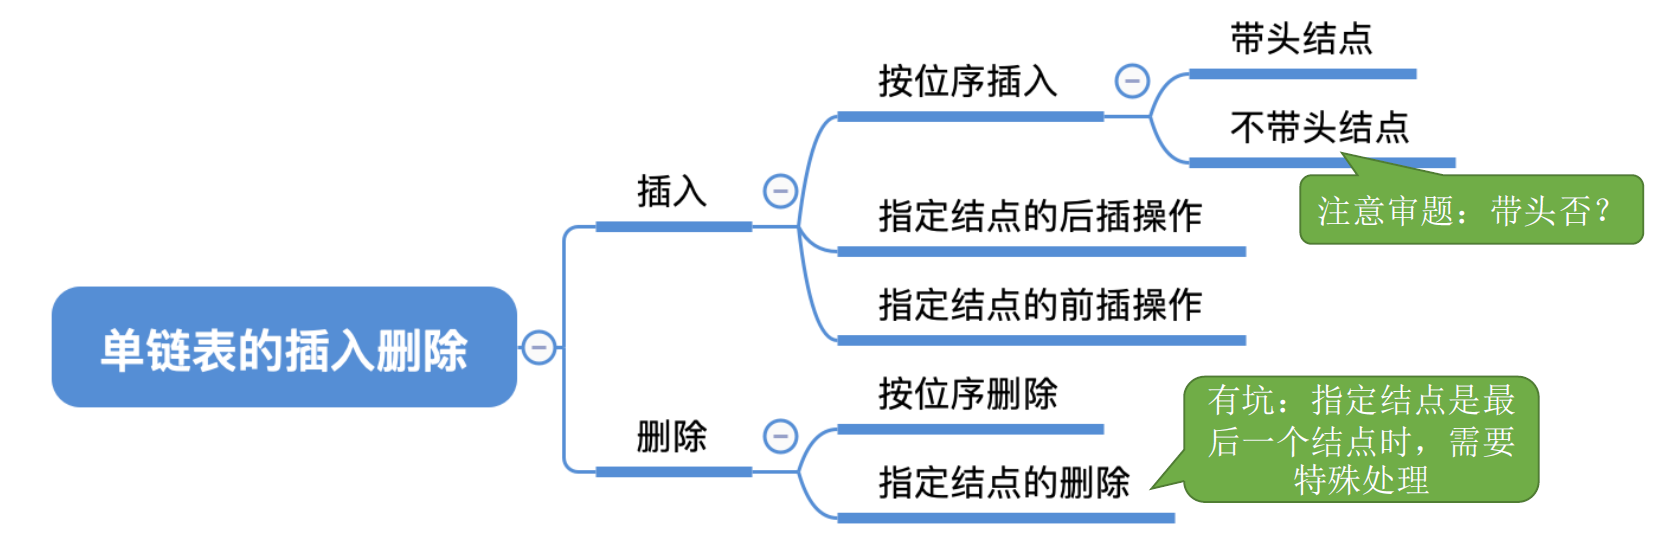 单链表的插入删除
插入
按位序插入
带头结点
不带头结点
注意审题：带头否？
指定结点的后插操作
指定结点的前插操作
删除
按位序删除
指定结点的删除
有坑：指定结点是最
后一个结点时，需要
特殊处理